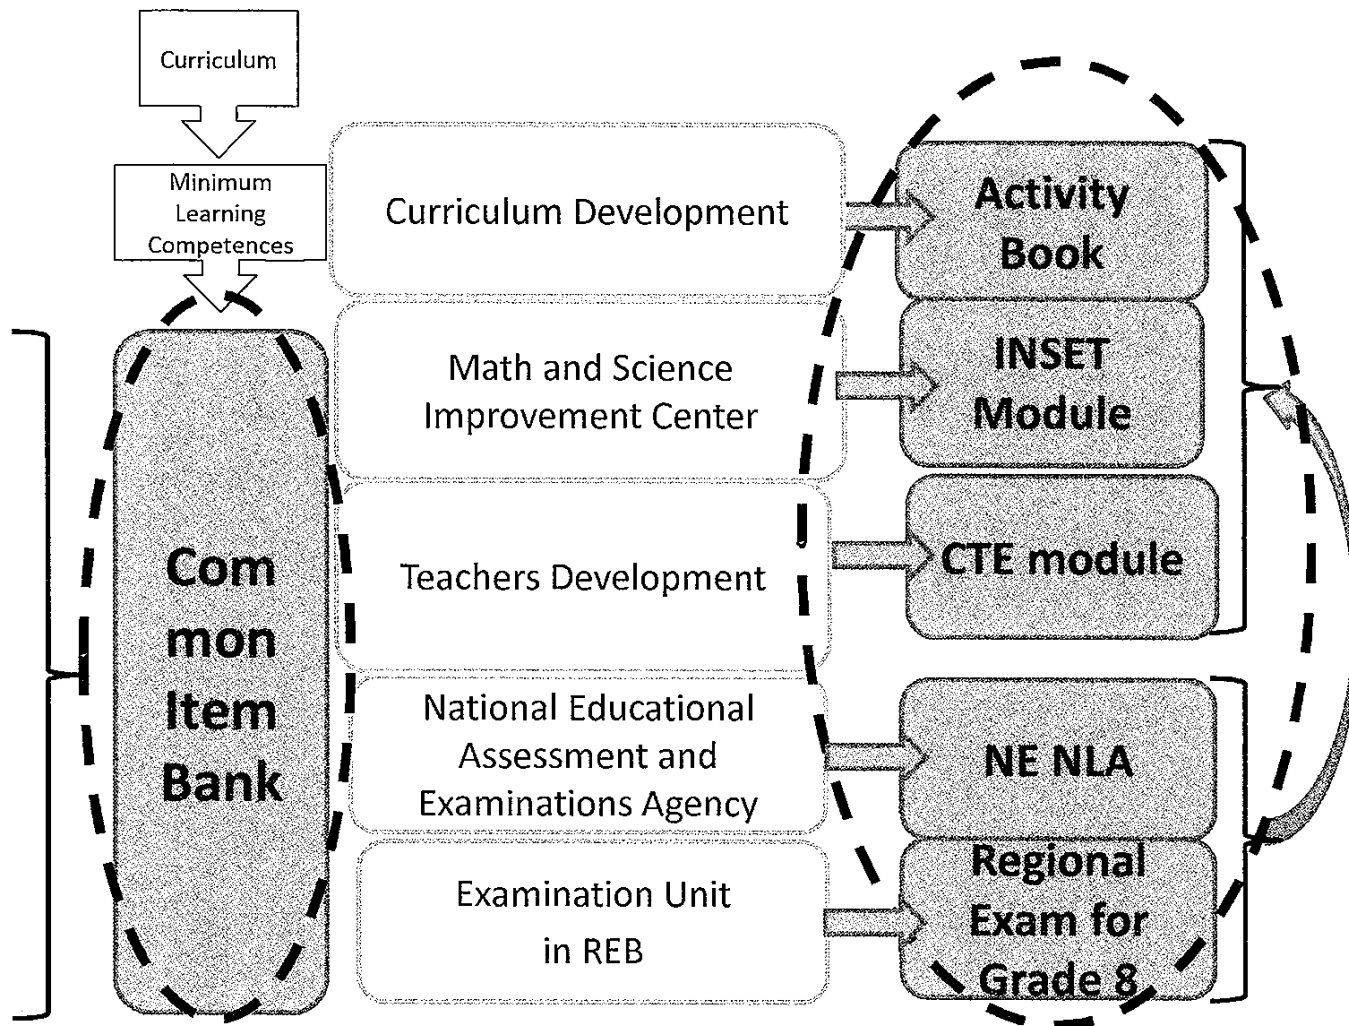 Curriculum
Minimum
Learning
Competences
Com
mon
Item
Bank
Curriculum Development
Math and Science
Improvement Center
Teachers Development
National Educational
Assessment and
Examinations Agency
Examination Unit
in REB
Activity
Book
INSET
Module
CTE module
NE NLA
Regional
Exam for
Grade 8